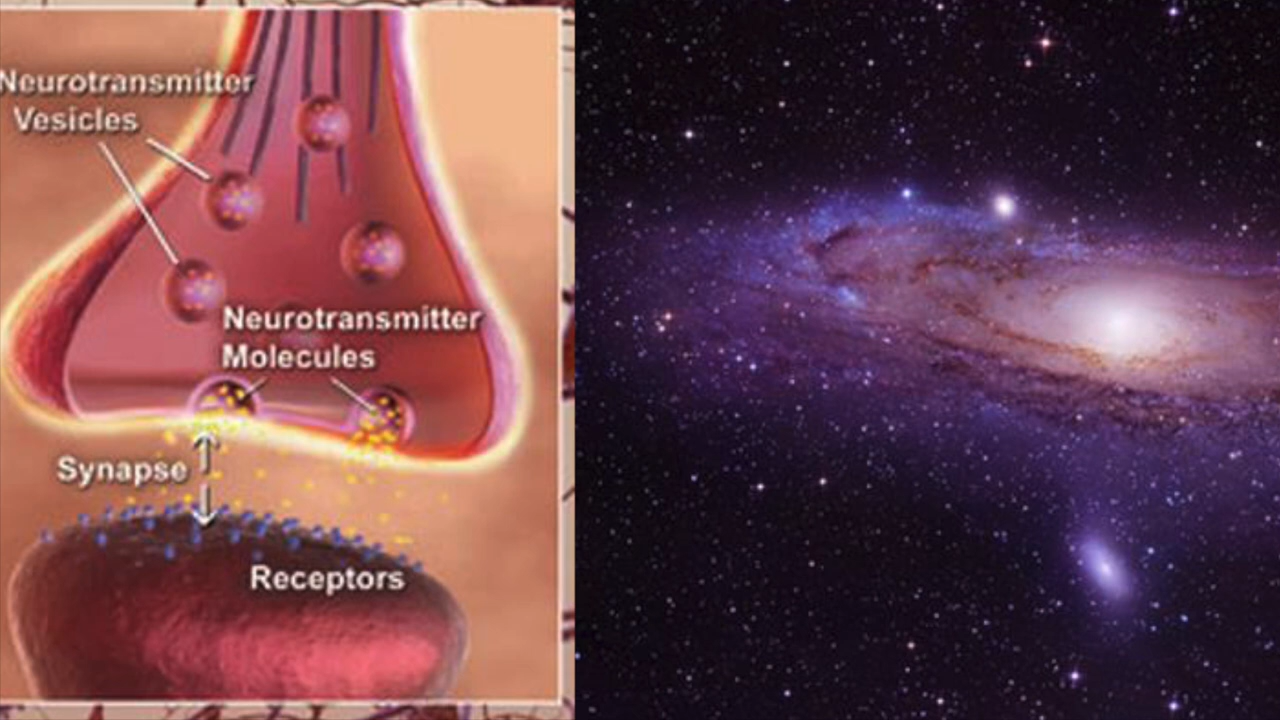 Neurotransmitter
Vesicles
Neurotransmitter
Molecules
Synapse
Receptors